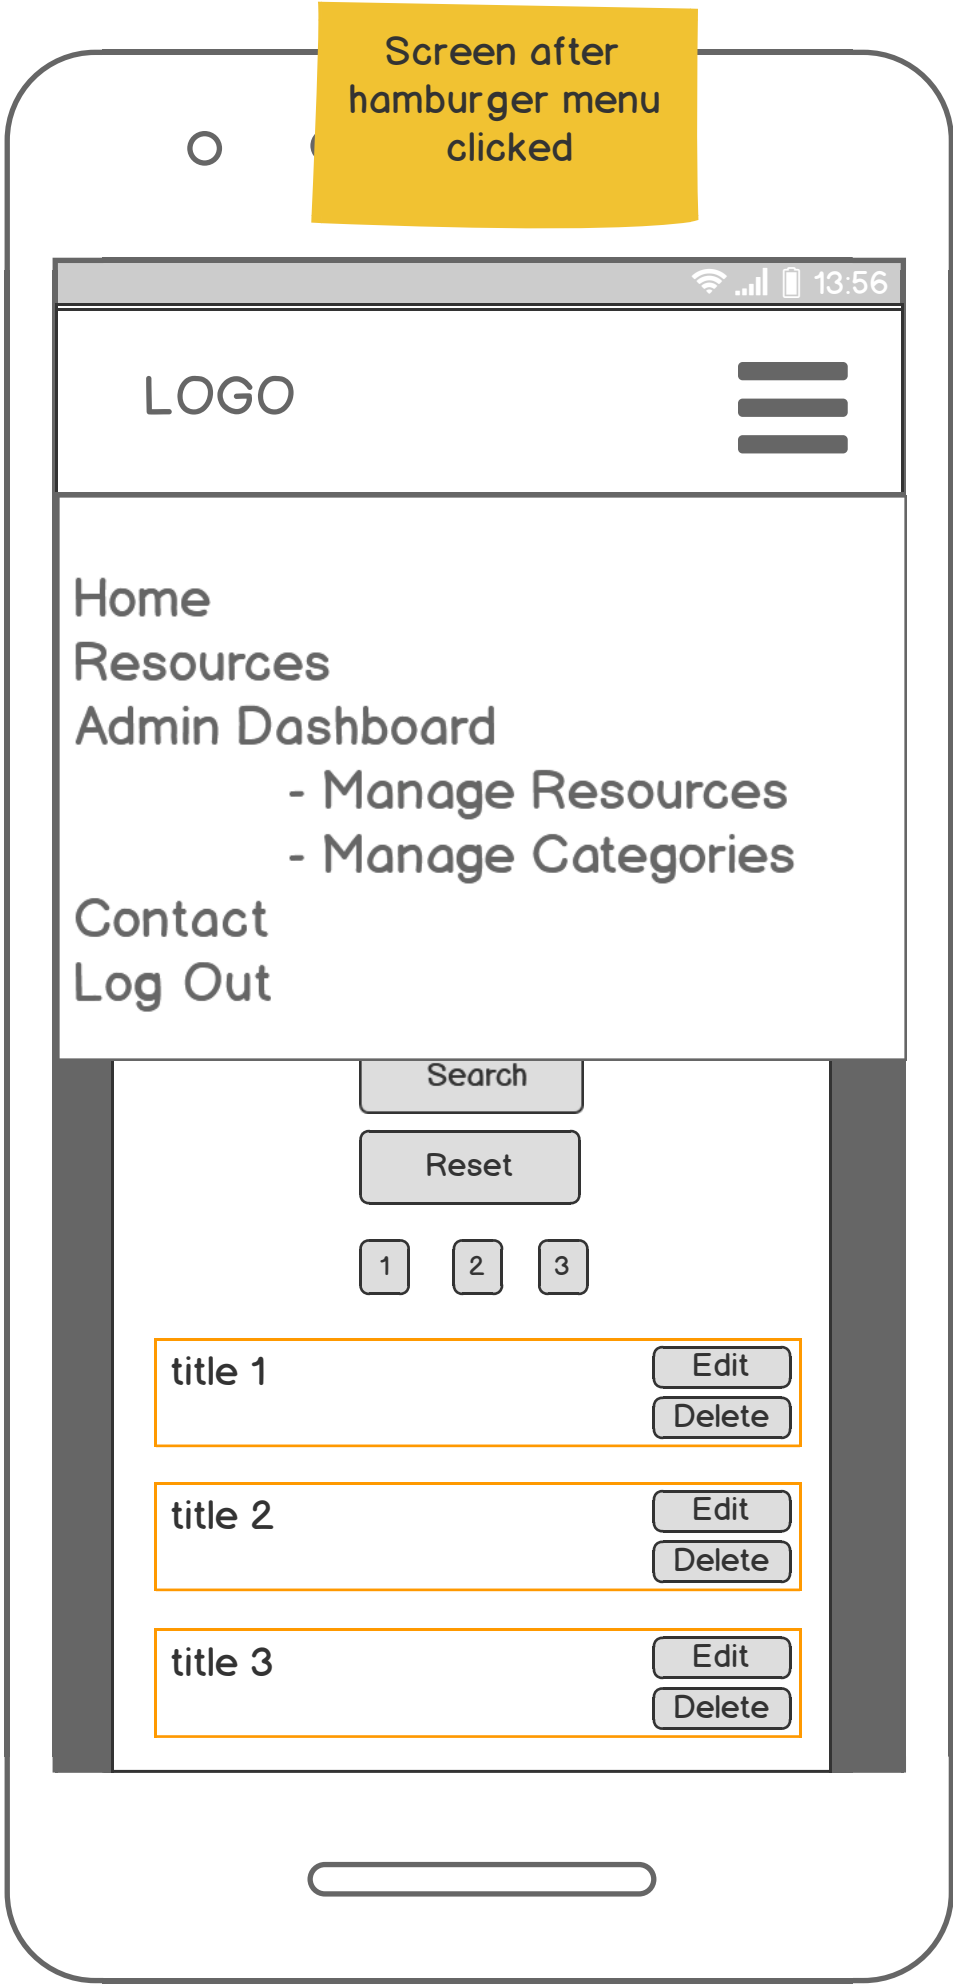 Screen after
hamburger menu
clicked
13:56
LOGO
Home
Resources
Admin Dashboard
- Manage Resources
- Manage Categories
Contact
Log Out
Search
Reset
1 2 3
title 1 Edit
Delete
title 2 Edit
Delete
title 3 Edit
Delete